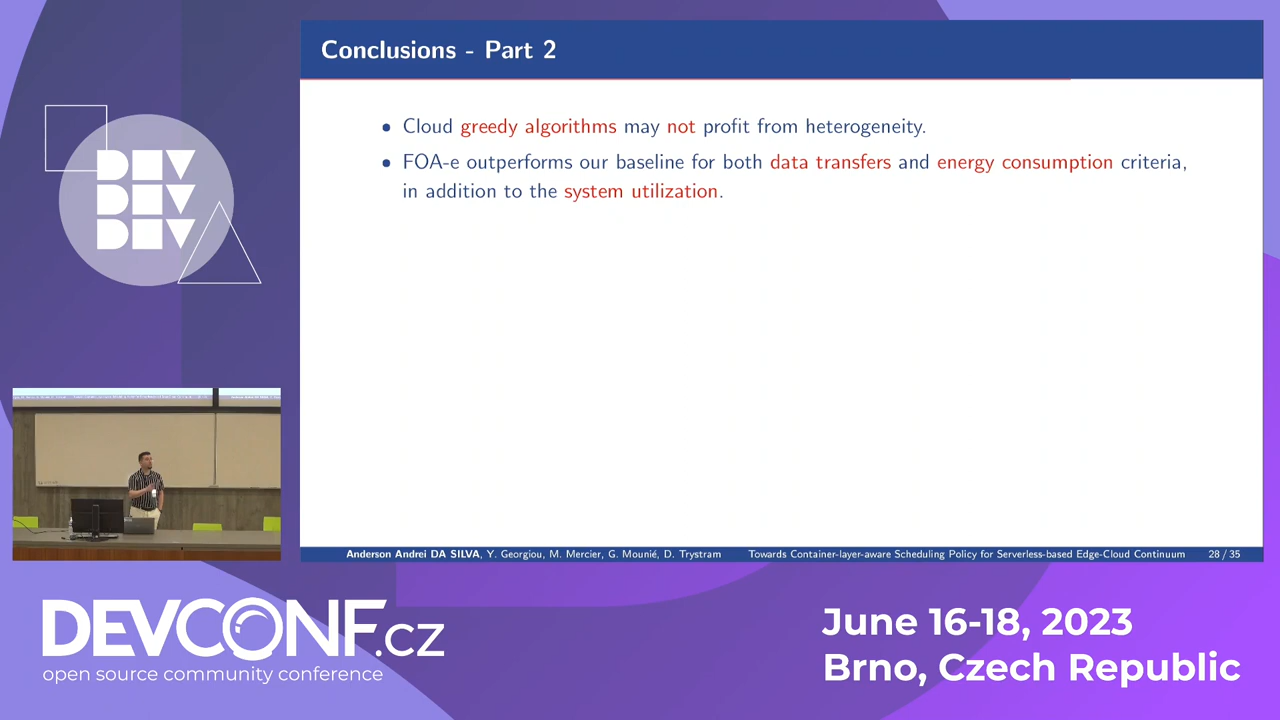 Conclusions - Part 2
• Cloud greedy algorithms may not profit from heterogeneity.
• FOA-e outperforms our baseline for both data transfers and energy consumption criteria,
in addition to the system utilization.
Anderson Andrei DA SILVA, Y. Georgiou, M. Mercier, G. Mounié, D. Trystram Towards Container-layer-aware Scheduling Policy for Serverless-based Edge-Cloud Continuum 28 / 35
DEV
DEV
DEV
DEVCONF.cz
open source community conference
June 16-18, 2023
Brno, Czech Republic